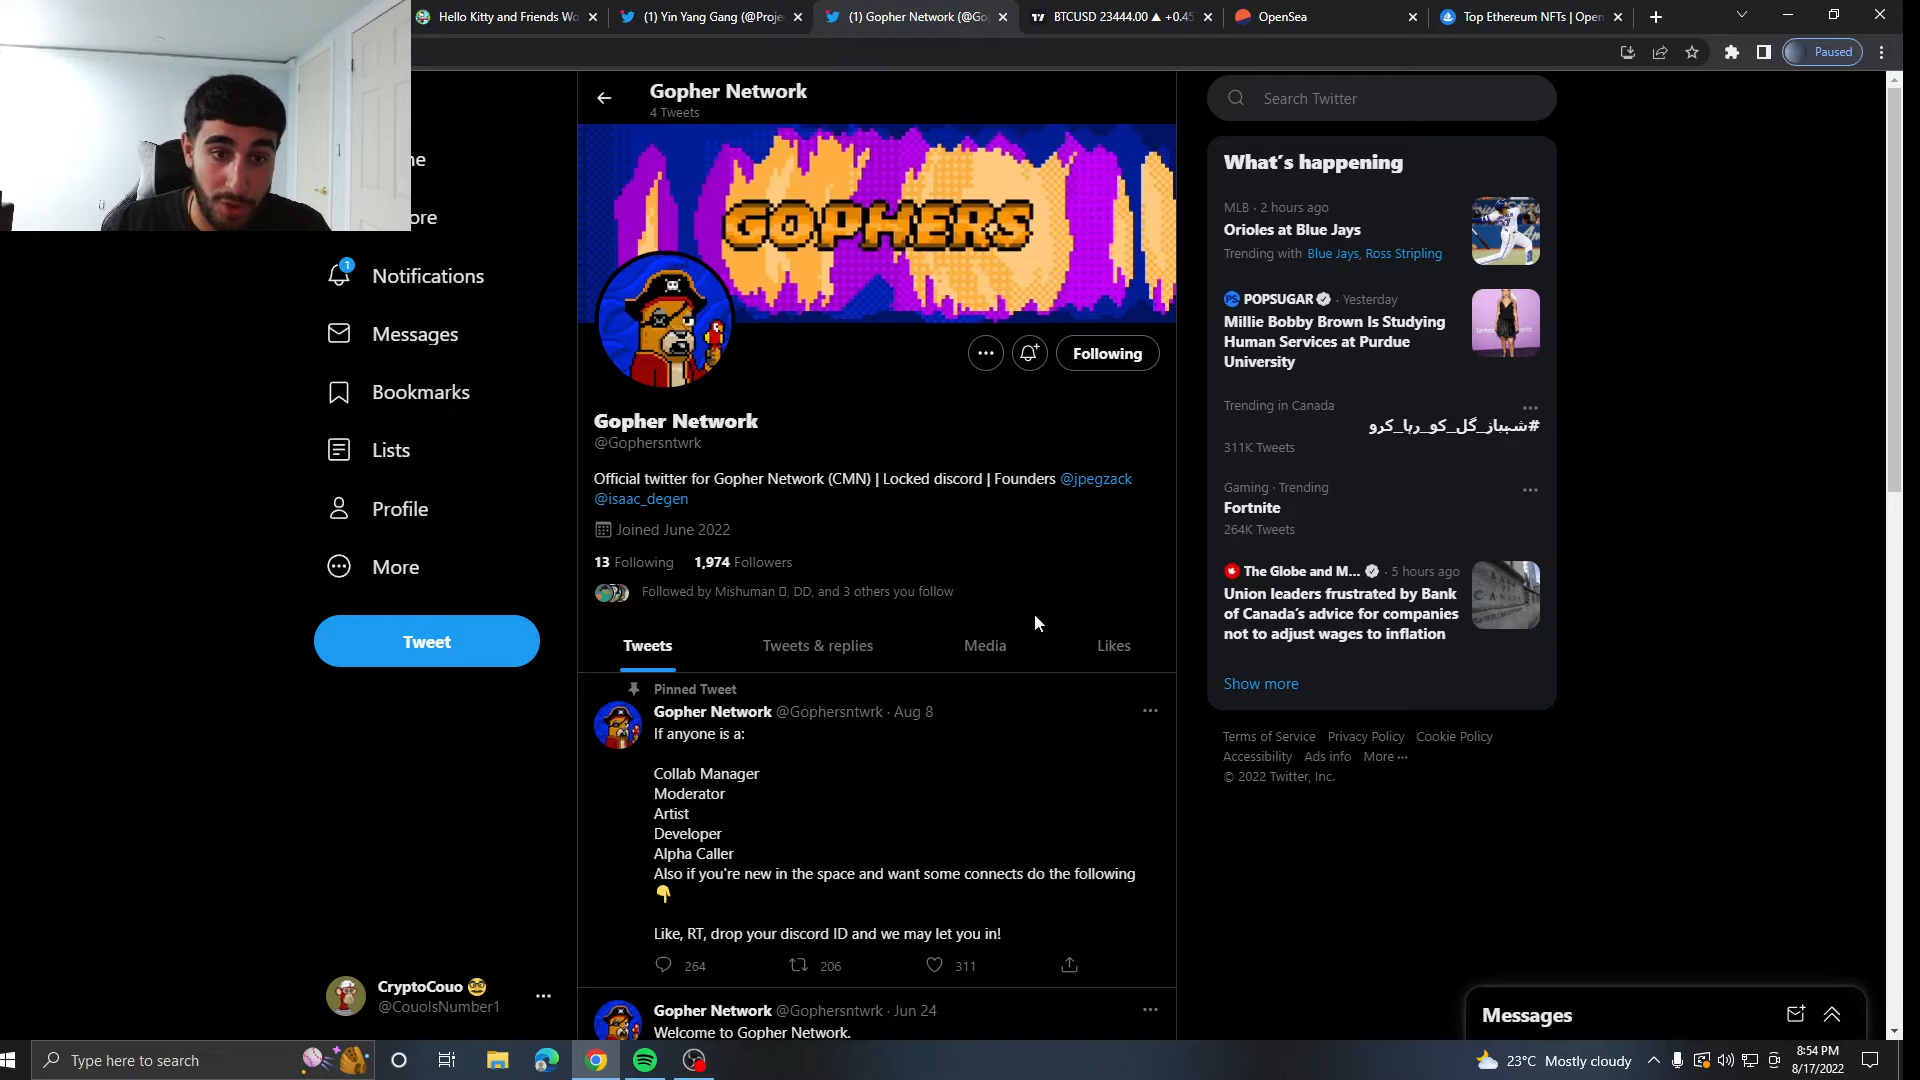 Hello Kitty and Friends Wo
(1) Yin Yang Gang (@Proje
(1) Gopher Network (@Go
BTCUSD 23444.00 ▲ +0.45
OpenSea
Top Ethereum NFTs | Open
Paused
Gopher Network
4 Tweets
GOPHERS
Following
Gopher Network
@Gophersntwrk
Official twitter for Gopher Network (CMN) | Locked discord | Founders @jpegzack
@isaac_degen
Joined June 2022
13 Following 1,974 Followers
Followed by Mishuman ▯, DD, and 3 others you follow
Tweets
Tweets & replies
Media
Likes
Pinned Tweet
Gopher Network @Gophersntwrk · Aug 8
If anyone is a:
Collab Manager
Moderator
Artist
Developer
Alpha Caller
Also if you're new in the space and want some connects do the following
👇
Like, RT, drop your discord ID and we may let you in!
264
206
311
Gopher Network @Gophersntwrk · Jun 24
Welcome to Gopher Network.
me
ore
1
Notifications
Messages
Bookmarks
Lists
Profile
More
Tweet
CryptoCouo 🤓
@CouoIsNumber1
Search Twitter
What's happening
MLB · 2 hours ago
Orioles at Blue Jays
Trending with Blue Jays, Ross Stripling
POPSUGAR · Yesterday
Millie Bobby Brown Is Studying
Human Services at Purdue
University
Trending in Canada
#شہباز_گل_کو_رہا_کرو
311K Tweets
Gaming · Trending
Fortnite
264K Tweets
The Globe and M... · 5 hours ago
Union leaders frustrated by Bank
of Canada's advice for companies
not to adjust wages to inflation
Show more
Terms of Service Privacy Policy Cookie Policy
Accessibility Ads info More ···
© 2022 Twitter, Inc.
Messages
Type here to search
23°C Mostly cloudy
8:54 PM
8/17/2022